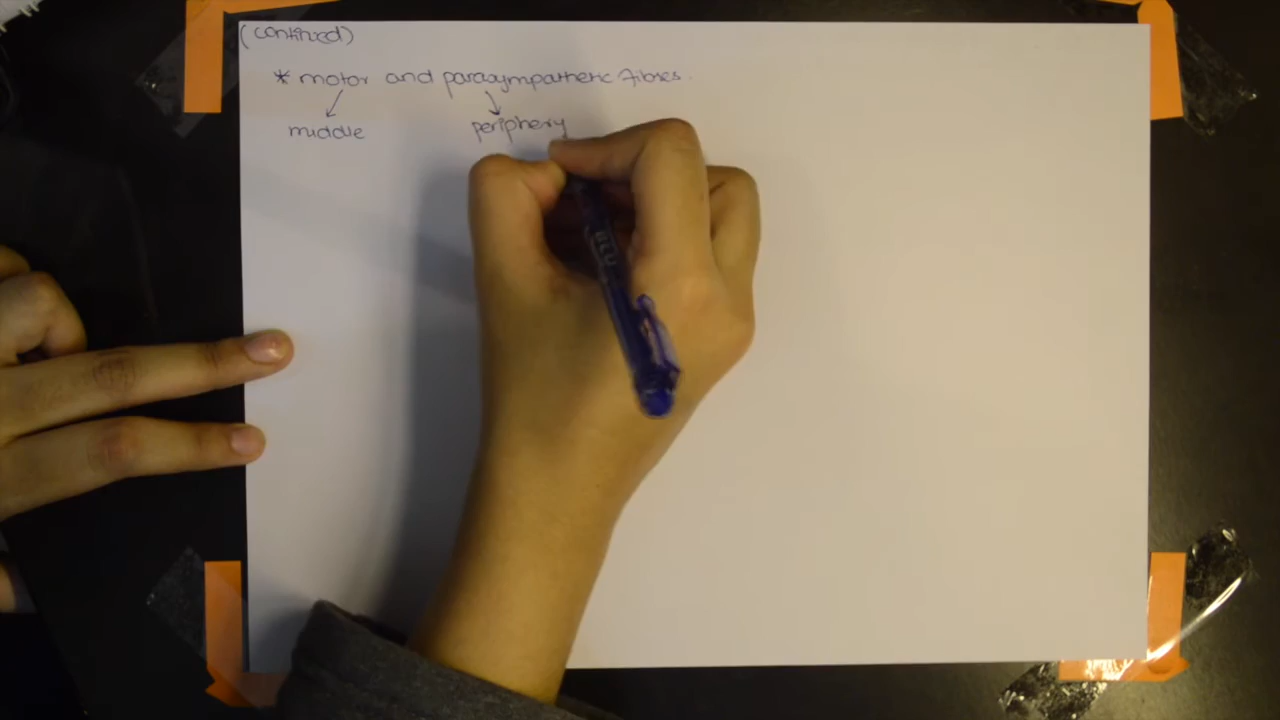 (continued)
* motor and parasympathetic fibres.
middle periphery